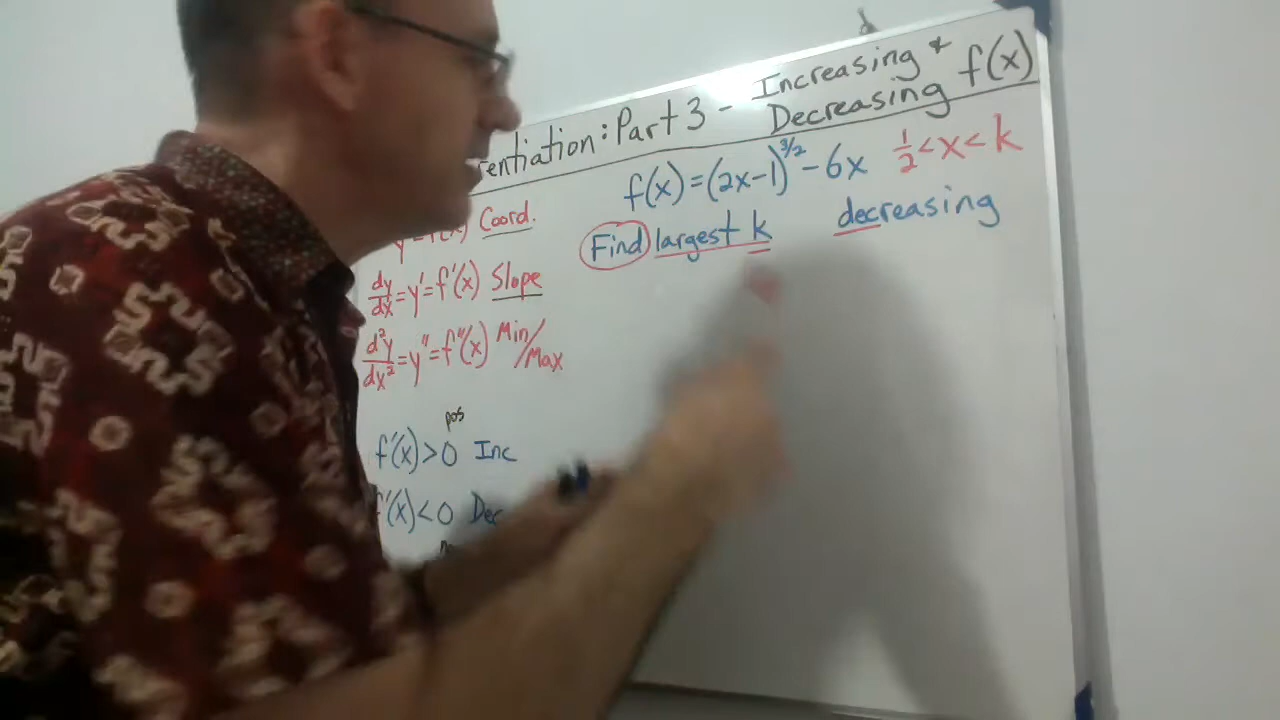 entiation: Part 3 - Increasing &
Decreasing f(x)
f(x) = (2x-1)^3/2 - 6x   1/2 < x < k
Find largest k   decreasing
Coord.
dy/dx = y' = f'(x) Slope
d²y/dx² = y" = f"(x) Min/Max
pos
f'(x) > 0 Inc
f'(x) < 0 Dec